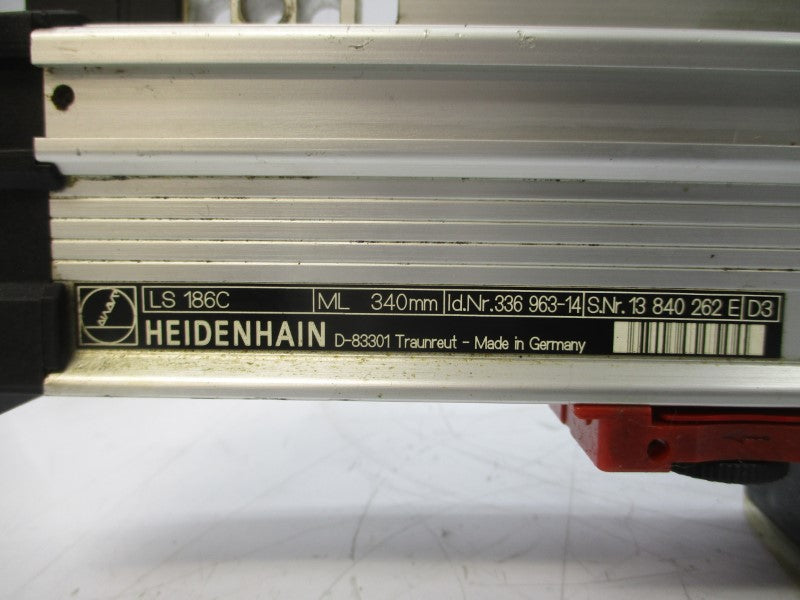 LS 186C ML 340mm Id.Nr.336 963-14 S.Nr. 13 840 262 E D3
HEIDENHAIN D-83301 Traunreut - Made in Germany